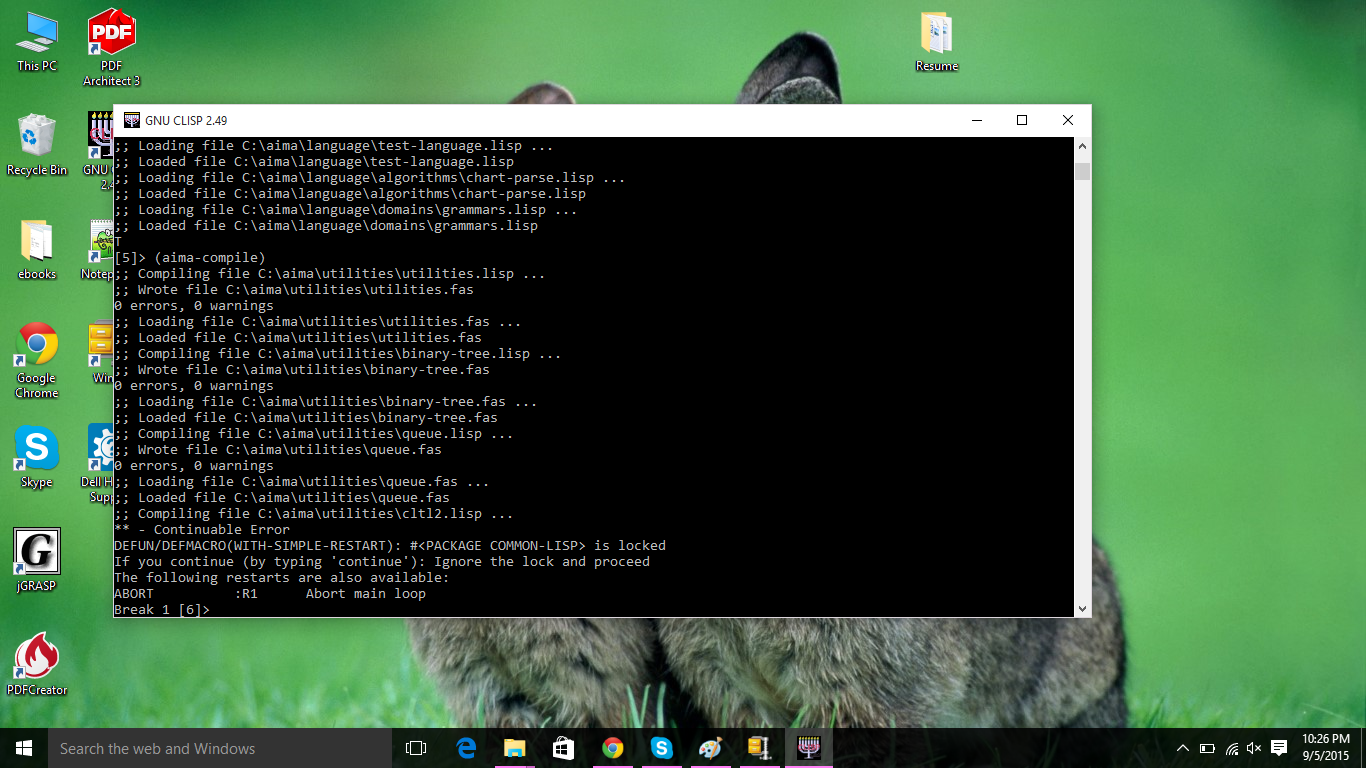 This PC
PDF
PDF
Architect 3
Resume
Recycle Bin
GNU
2.4
ebooks
Notep
Google
Chrome
Win
Skype
Dell H
Supp
G
jGRASP
PDFCreator
GNU CLISP 2.49
;; Loading file C:\aima\language\test-language.lisp ...
;; Loaded file C:\aima\language\test-language.lisp
;; Loading file C:\aima\language\algorithms\chart-parse.lisp ...
;; Loaded file C:\aima\language\algorithms\chart-parse.lisp
;; Loading file C:\aima\language\domains\grammars.lisp ...
;; Loaded file C:\aima\language\domains\grammars.lisp
T
[5]> (aima-compile)
;; Compiling file C:\aima\utilities\utilities.lisp ...
;; Wrote file C:\aima\utilities\utilities.fas
0 errors, 0 warnings
;; Loading file C:\aima\utilities\utilities.fas ...
;; Loaded file C:\aima\utilities\utilities.fas
;; Compiling file C:\aima\utilities\binary-tree.lisp ...
;; Wrote file C:\aima\utilities\binary-tree.fas
0 errors, 0 warnings
;; Loading file C:\aima\utilities\binary-tree.fas ...
;; Loaded file C:\aima\utilities\binary-tree.fas
;; Compiling file C:\aima\utilities\queue.lisp ...
;; Wrote file C:\aima\utilities\queue.fas
0 errors, 0 warnings
;; Loading file C:\aima\utilities\queue.fas ...
;; Loaded file C:\aima\utilities\queue.fas
;; Compiling file C:\aima\utilities\cltl2.lisp ...
** - Continuable Error
DEFUN/DEFMACRO(WITH-SIMPLE-RESTART): #<PACKAGE COMMON-LISP> is locked
If you continue (by typing 'continue'): Ignore the lock and proceed
The following restarts are also available:
ABORT          :R1      Abort main loop
Break 1 [6]>
Search the web and Windows
10:26 PM
9/5/2015